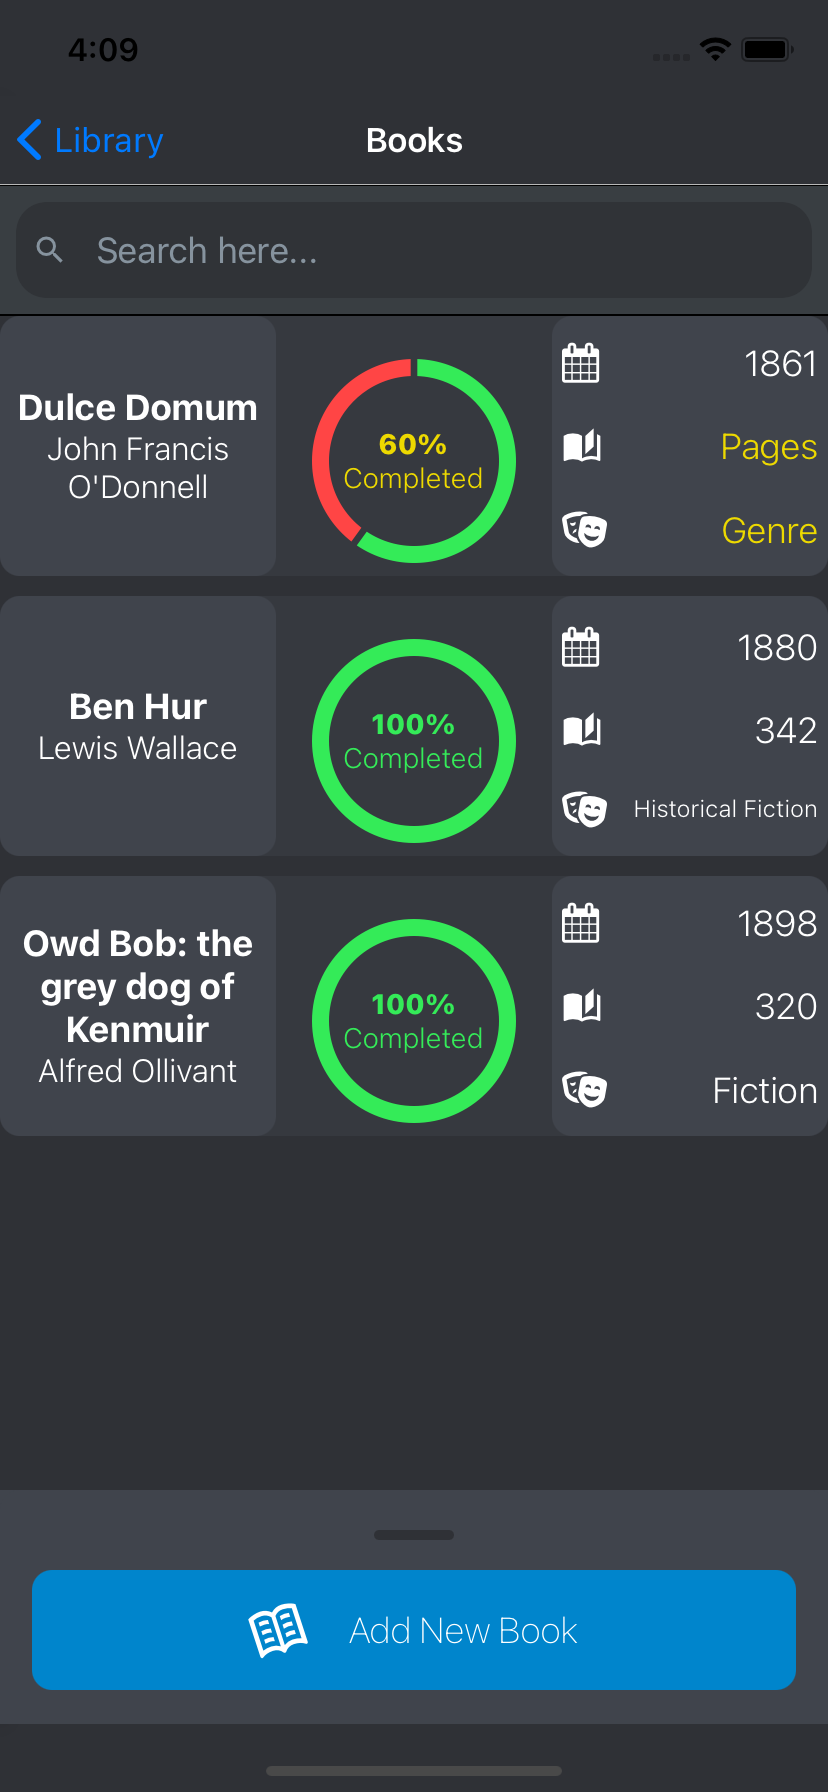 4:09
Library
Books
Search here...
Dulce Domum
John Francis
O'Donnell
60%
Completed
1861
Pages
Genre
Ben Hur
Lewis Wallace
100%
Completed
1880
342
Historical Fiction
Owd Bob: the
grey dog of
Kenmuir
Alfred Ollivant
100%
Completed
1898
320
Fiction
Add New Book